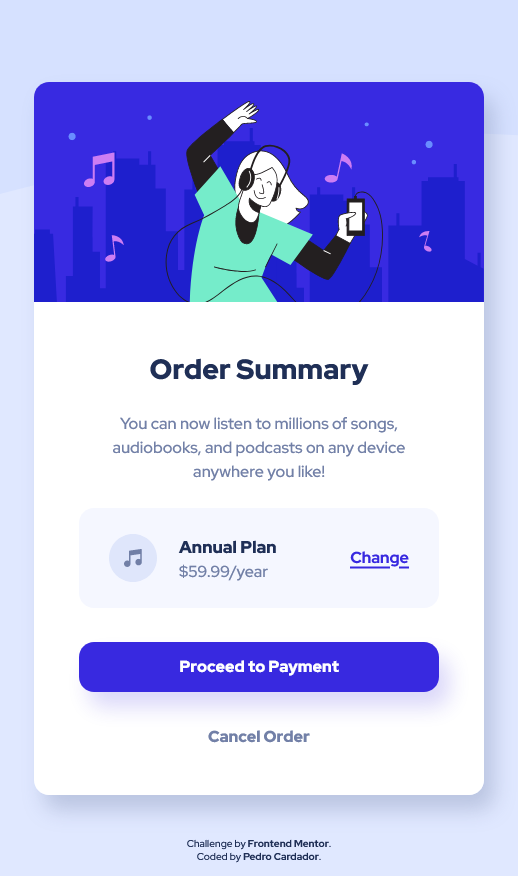 Order Summary
You can now listen to millions of songs,
audiobooks, and podcasts on any device
anywhere you like!
Annual Plan
$59.99/year
Change
Proceed to Payment
Cancel Order
Challenge by Frontend Mentor.
Coded by Pedro Cardador.